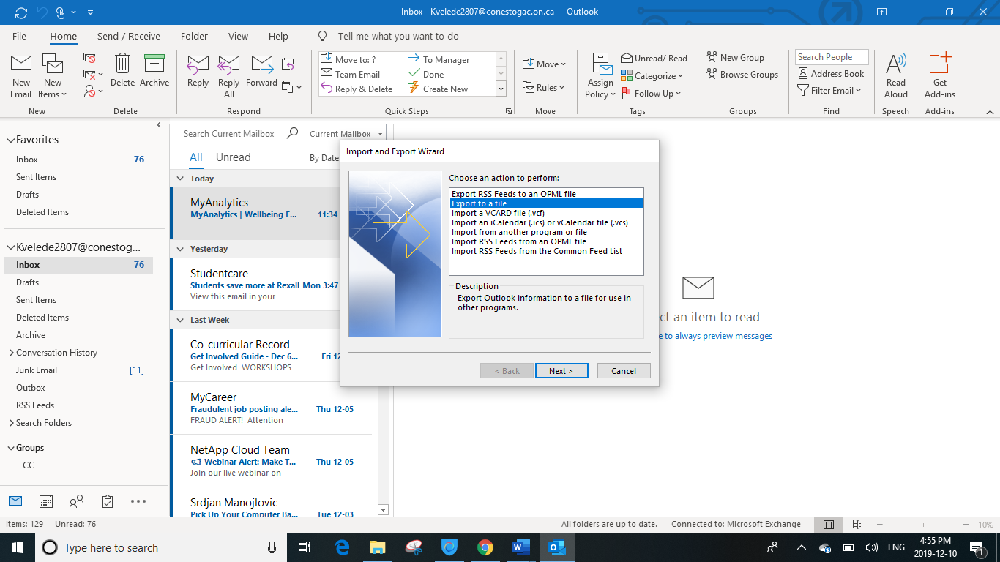 Inbox - Kvelede2807@conestogac.on.ca - Outlook
File Home Send / Receive Folder View Help Tell me what you want to do
New Email
New Items
New
Delete
Archive
Delete
Reply
Reply All
Forward
Respond
Move to: ?
Team Email
Reply & Delete
To Manager
Done
Create New
Quick Steps
Move
Rules
Move
Assign Policy
Unread/ Read
Categorize
Follow Up
Tags
New Group
Browse Groups
Groups
Search People
Address Book
Filter Email
Find
Read Aloud
Speech
Get Add-ins
Add-ins
Favorites
Inbox 76
Sent Items
Drafts
Deleted Items
Kvelede2807@conestog...
Inbox 76
Drafts
Sent Items
Deleted Items
Archive
Conversation History
Junk Email [11]
Outbox
RSS Feeds
Search Folders
Groups
CC
Search Current Mailbox Current Mailbox
All Unread By Date
Today
MyAnalytics
MyAnalytics | Wellbeing E... 11:34
Yesterday
Studentcare
Students save more at Rexall Mon 3:47
View this email in your
Last Week
Co-curricular Record
Get Involved Guide - Dec 6... Fri 12
Get Involved WORKSHOPS
MyCareer
Fraudulent job posting ale... Thu 12-05
FRAUD ALERT! Attention
NetApp Cloud Team
Webinar Alert: Make T... Thu 12-05
Join our live webinar on
Srdjan Manojlovic
Pick Up Your Computer Ba... Tue 12-03
Import and Export Wizard
Choose an action to perform:
Export RSS Feeds to an OPML file
Export to a file
Import a VCARD file (.vcf)
Import an iCalendar (.ics) or vCalendar file (.vcs)
Import from another program or file
Import RSS Feeds from an OPML file
Import RSS Feeds from the Common Feed List
Description
Export Outlook information to a file for use in
other programs.
< Back Next > Cancel
ct an item to read
e to always preview messages
Items: 129 Unread: 76 All folders are up to date. Connected to: Microsoft Exchange 10%
Type here to search
ENG
4:55 PM
2019-12-10
1